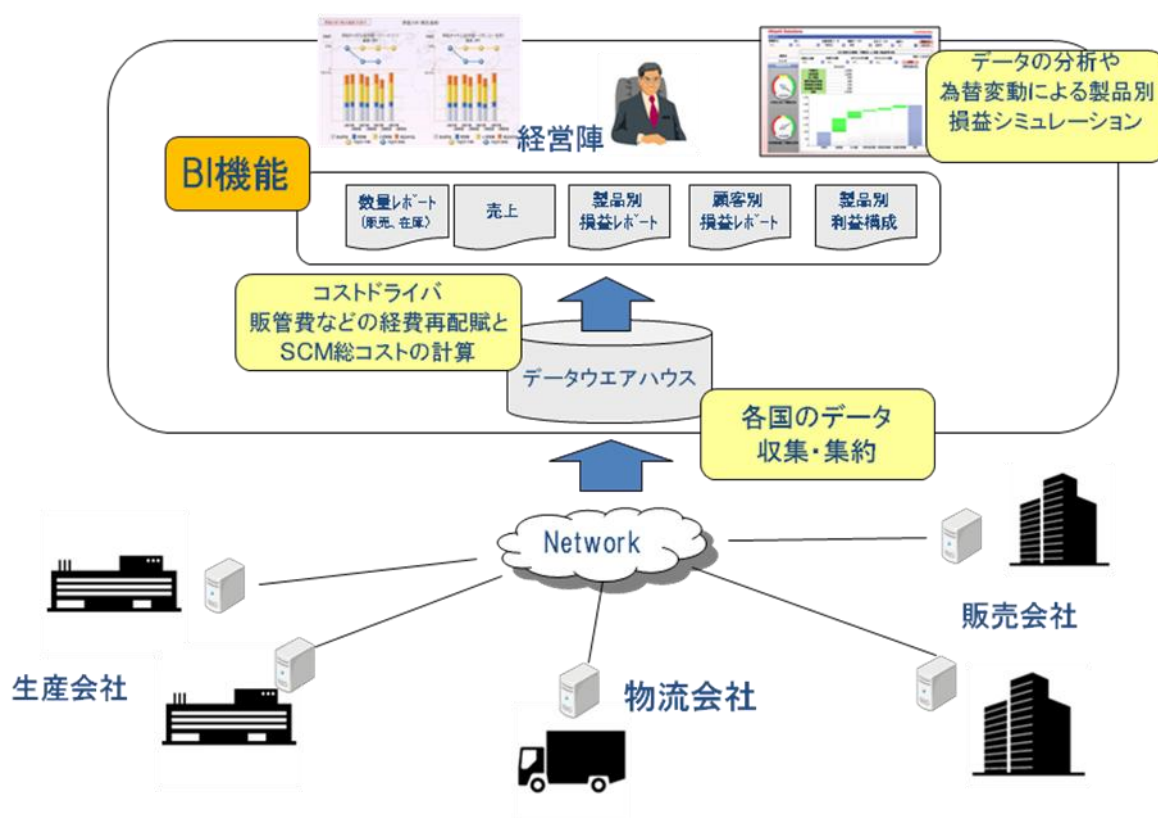 経営陣
データの分析や
為替変動による製品別
損益シミュレーション
BI機能
数量レポート
(販売、在庫)
売上
製品別
損益レポート
顧客別
損益レポート
製品別
利益構成
コストドライバ
販管費などの経費再配賦と
SCM総コストの計算
データウエアハウス
各国のデータ
収集・集約
Network
販売会社
生産会社
物流会社